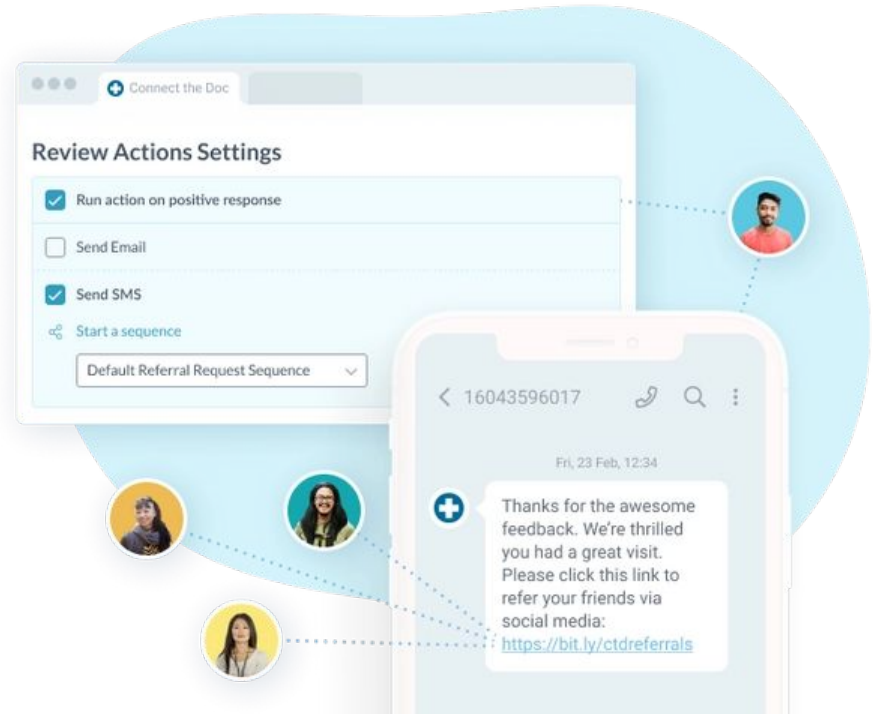 Connect the Doc
Review Actions Settings
Run action on positive response
Send Email
Send SMS
Start a sequence
Default Referral Request Sequence
16043596017
Fri, 23 Feb, 12:34
Thanks for the awesome
feedback. We're thrilled
you had a great visit.
Please click this link to
refer your friends via
social media:
https://bit.ly/ctdreferrals